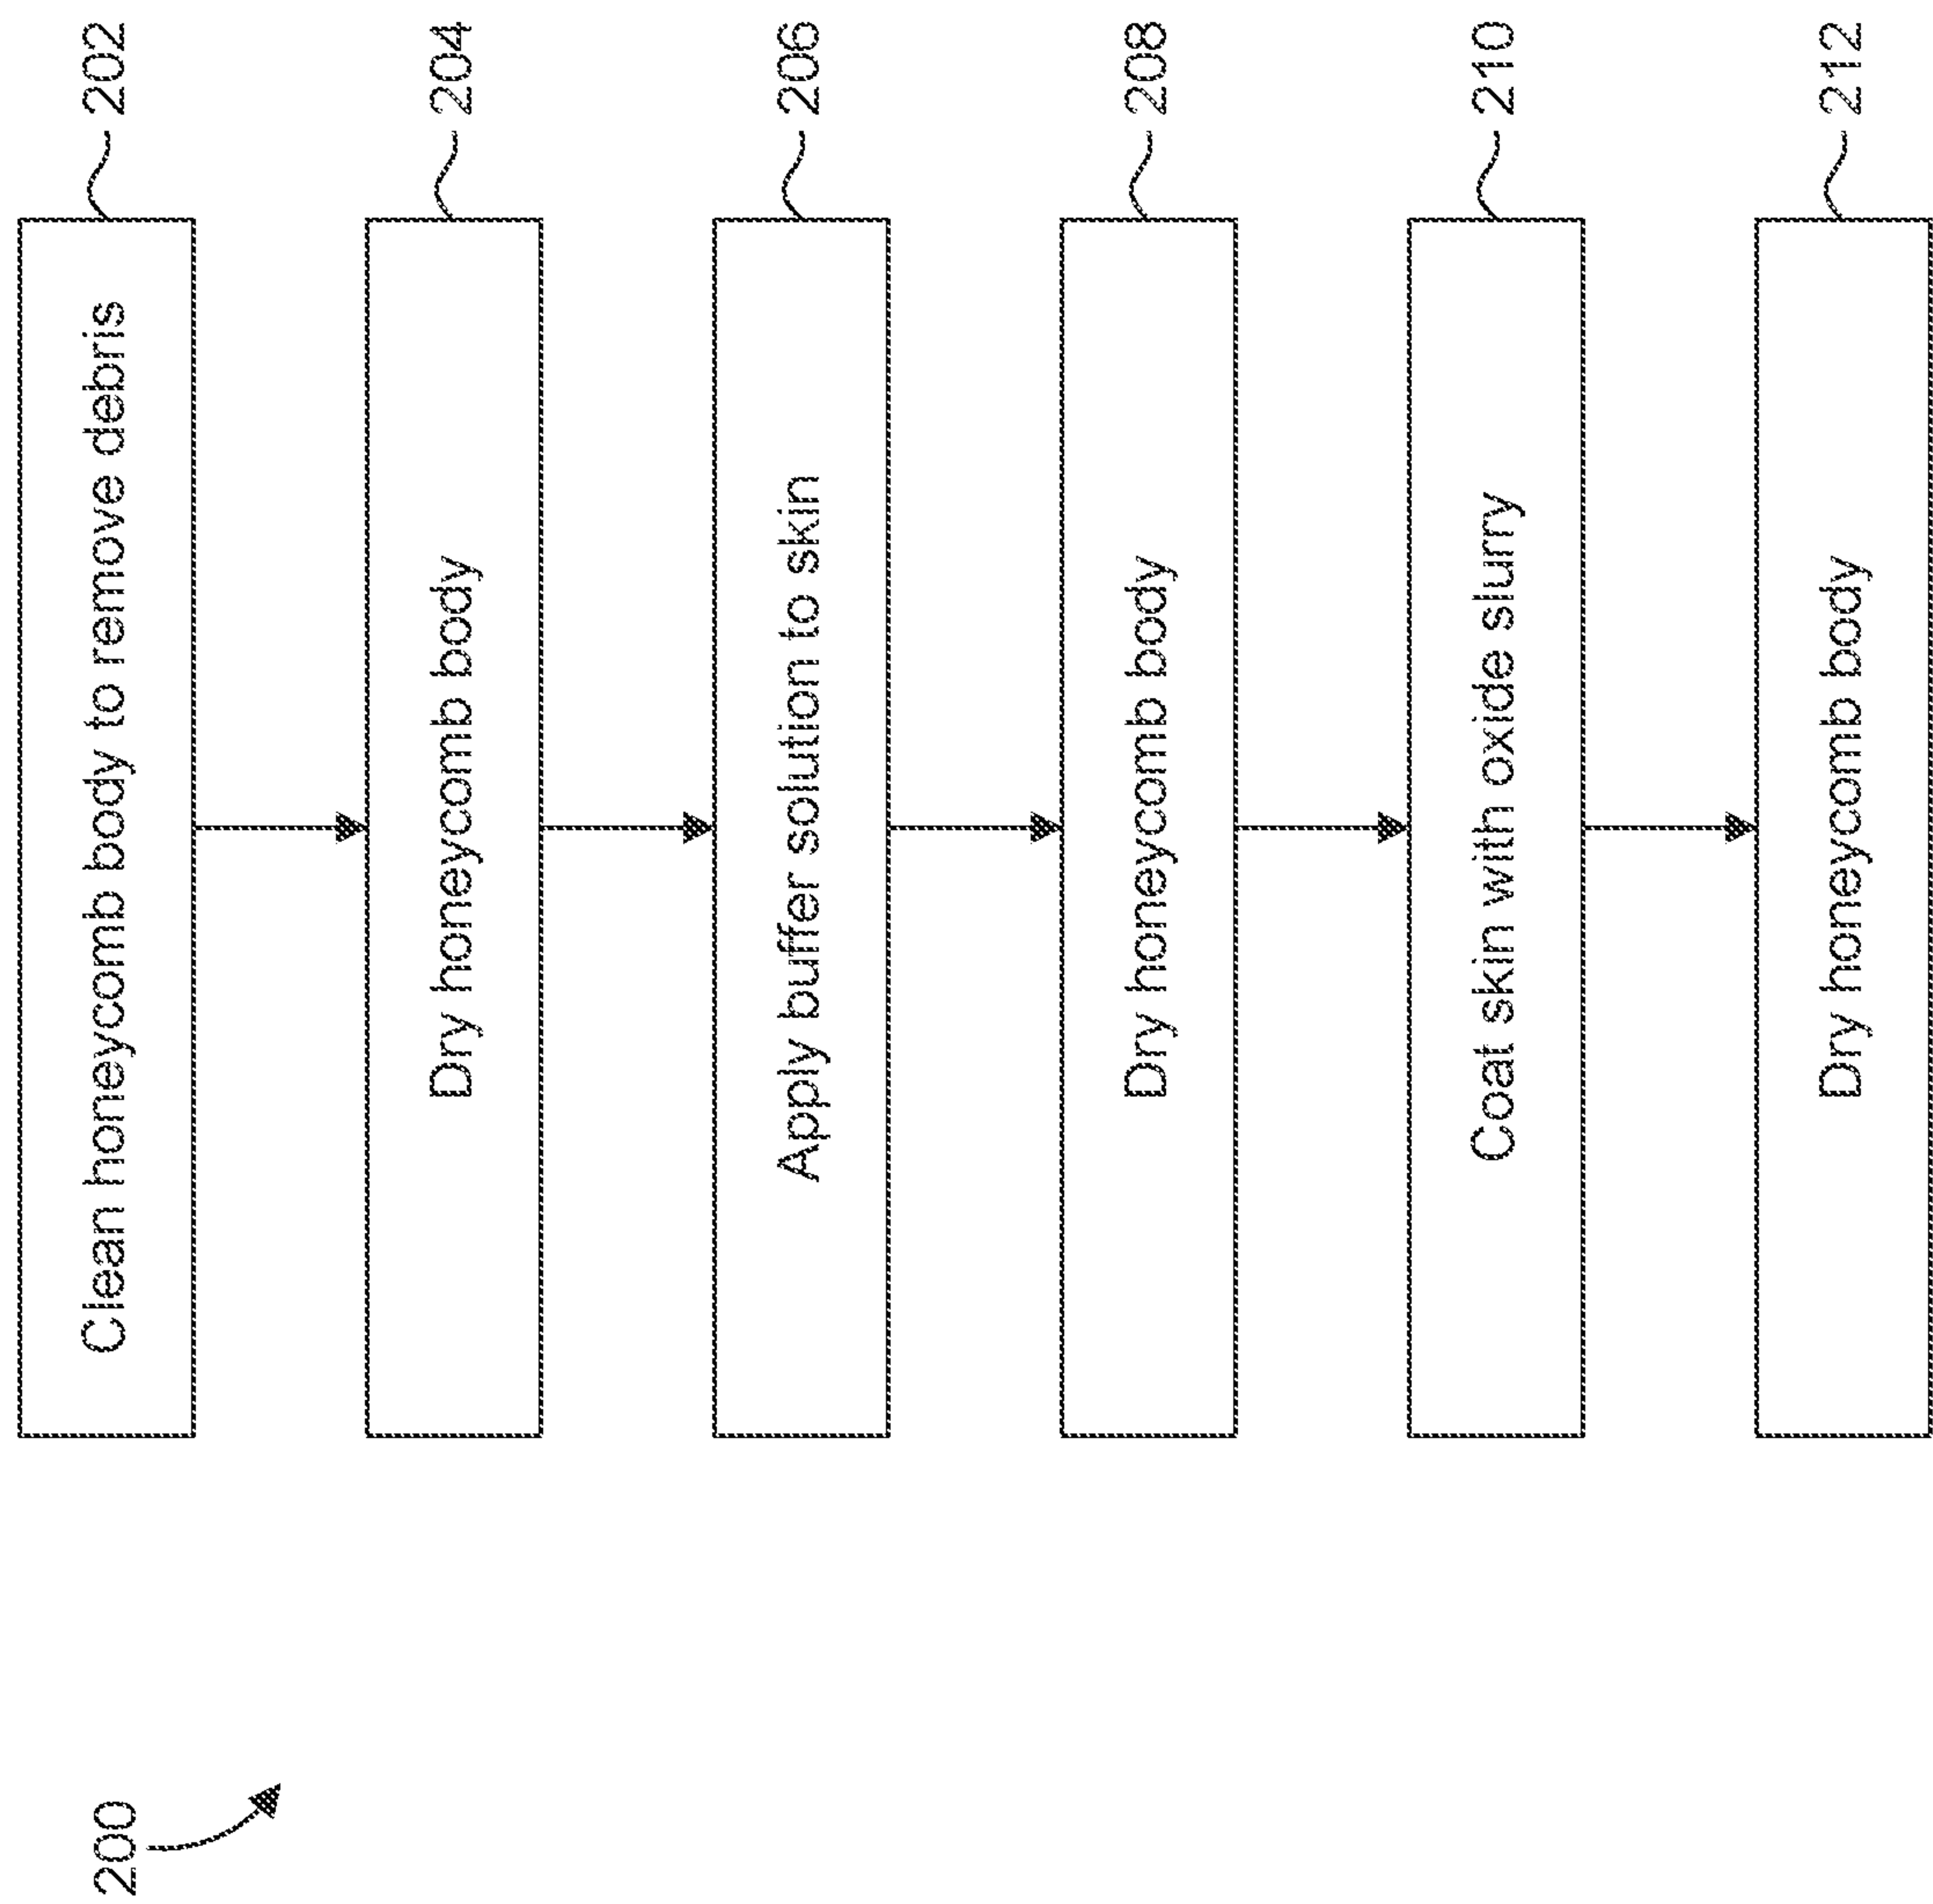 200
Clean honeycomb body to remove debris
202
Dry honeycomb body
204
Apply buffer solution to skin
206
Dry honeycomb body
208
Coat skin with oxide slurry
210
Dry honeycomb body
212